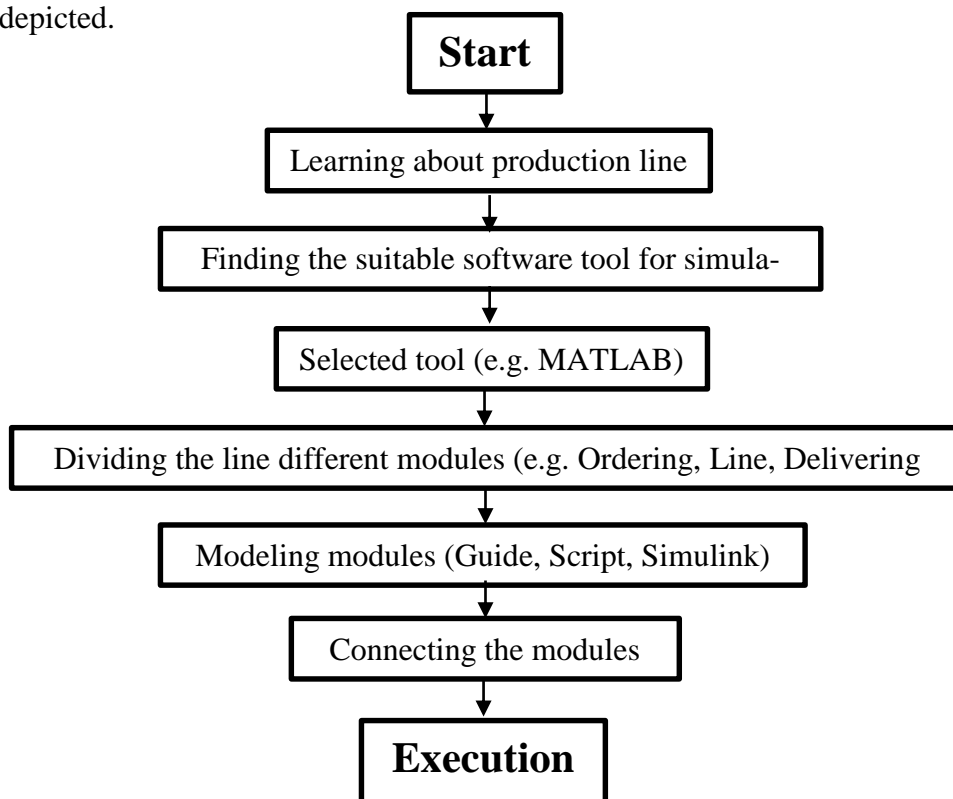 depicted.
Start
Learning about production line
Finding the suitable software tool for simula-
Selected tool (e.g. MATLAB)
Dividing the line different modules (e.g. Ordering, Line, Delivering
Modeling modules (Guide, Script, Simulink)
Connecting the modules
Execution